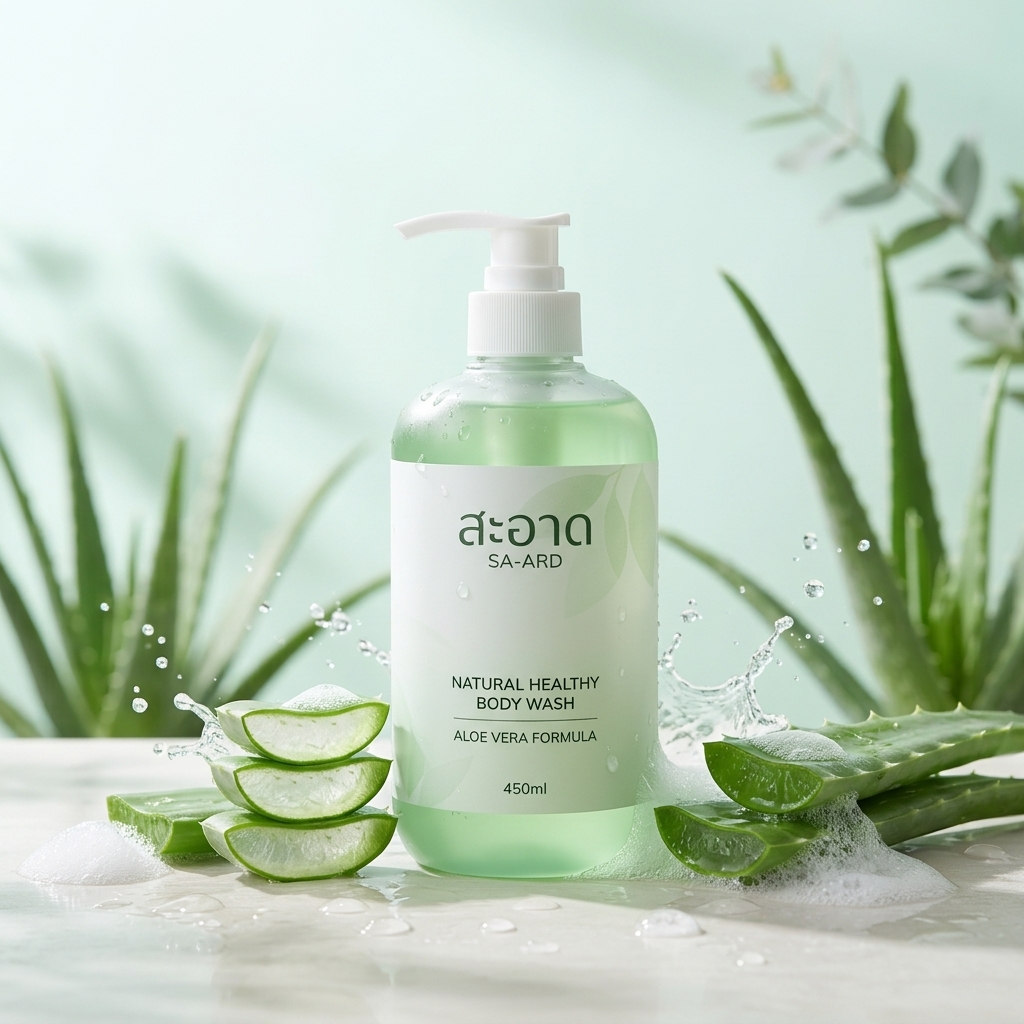 สะอาด
SA-ARD
NATURAL HEALTHY
BODY WASH
ALOE VERA FORMULA
450ml